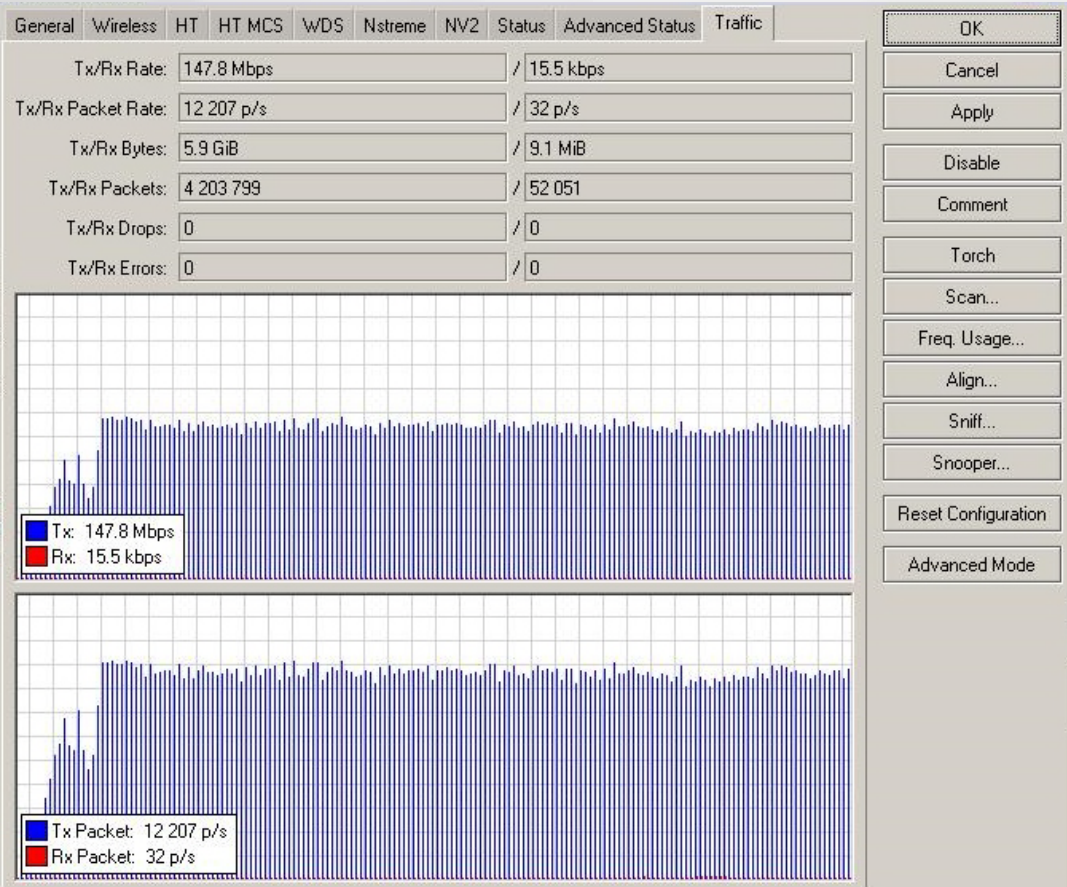 General Wireless HT HT MCS WDS Nstreme NV2 Status Advanced Status Traffic
Tx/Rx Rate: 147.8 Mbps / 15.5 kbps
Tx/Rx Packet Rate: 12 207 p/s / 32 p/s
Tx/Rx Bytes: 5.9 GiB / 9.1 MiB
Tx/Rx Packets: 4 203 799 / 52 051
Tx/Rx Drops: 0 / 0
Tx/Rx Errors: 0 / 0
Tx: 147.8 Mbps
Rx: 15.5 kbps
Tx Packet: 12 207 p/s
Rx Packet: 32 p/s
OK
Cancel
Apply
Disable
Comment
Torch
Scan...
Freq. Usage...
Align...
Sniff...
Snooper...
Reset Configuration
Advanced Mode